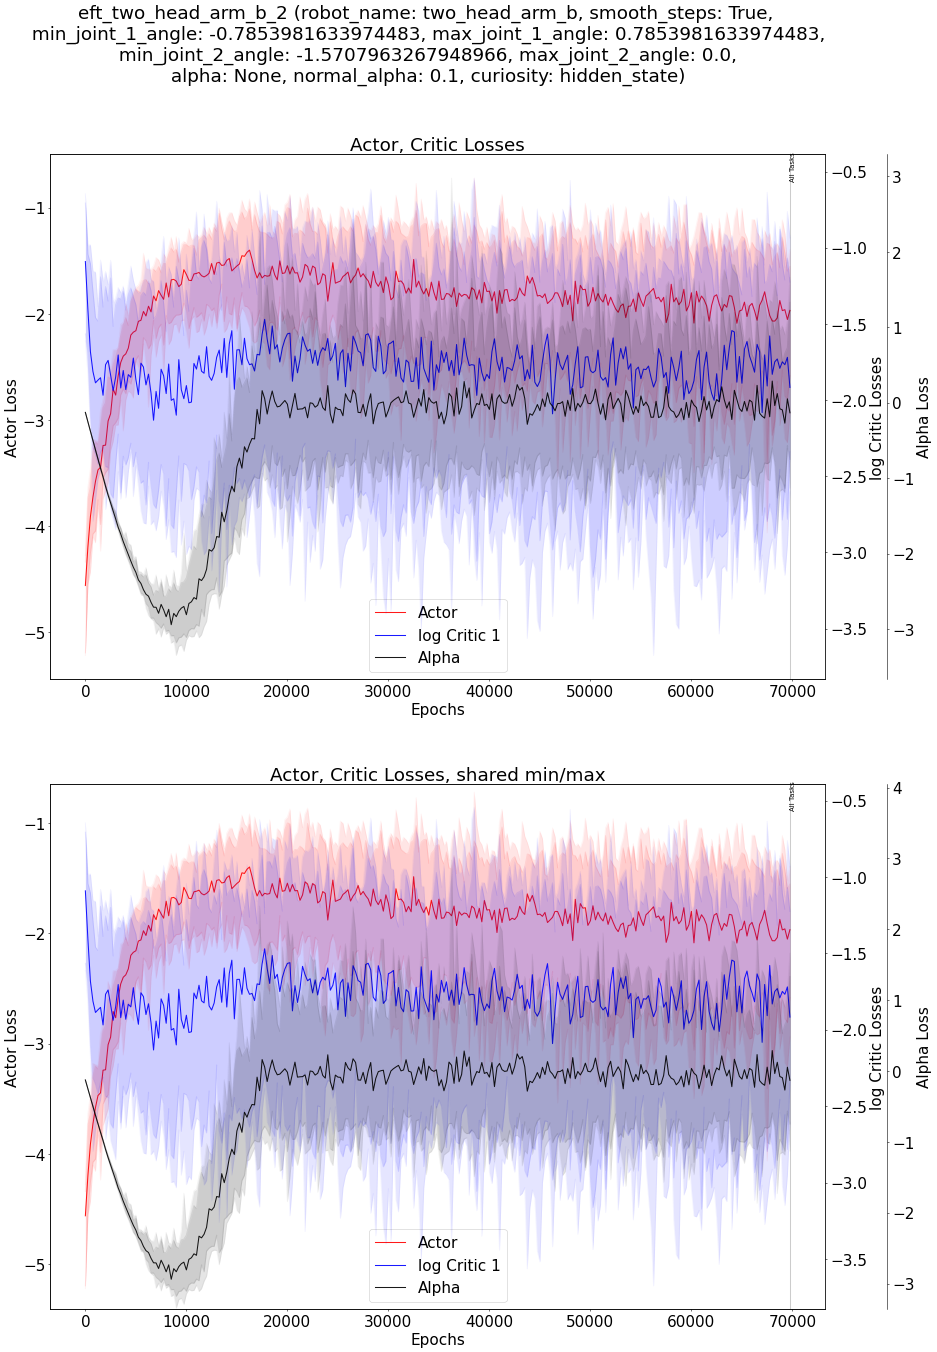 eft_two_head_arm_b_2 (robot_name: two_head_arm_b, smooth_steps: True,
min_joint_1_angle: -0.7853981633974483, max_joint_1_angle: 0.7853981633974483,
min_joint_2_angle: -1.5707963267948966, max_joint_2_angle: 0.0,
alpha: None, normal_alpha: 0.1, curiosity: hidden_state)
Actor, Critic Losses
Actor Loss
−1
−2
−3
−4
−5
0
10000
20000
30000
40000
50000
60000
70000
Epochs
All Tasks
−0.5
−1.0
−1.5
−2.0
−2.5
−3.0
−3.5
log Critic Losses
3
2
1
0
−1
−2
−3
Alpha Loss
Actor
log Critic 1
Alpha
Actor, Critic Losses, shared min/max
Actor Loss
−1
−2
−3
−4
−5
0
10000
20000
30000
40000
50000
60000
70000
Epochs
All Tasks
−0.5
−1.0
−1.5
−2.0
−2.5
−3.0
−3.5
log Critic Losses
4
3
2
1
0
−1
−2
−3
Alpha Loss
Actor
log Critic 1
Alpha